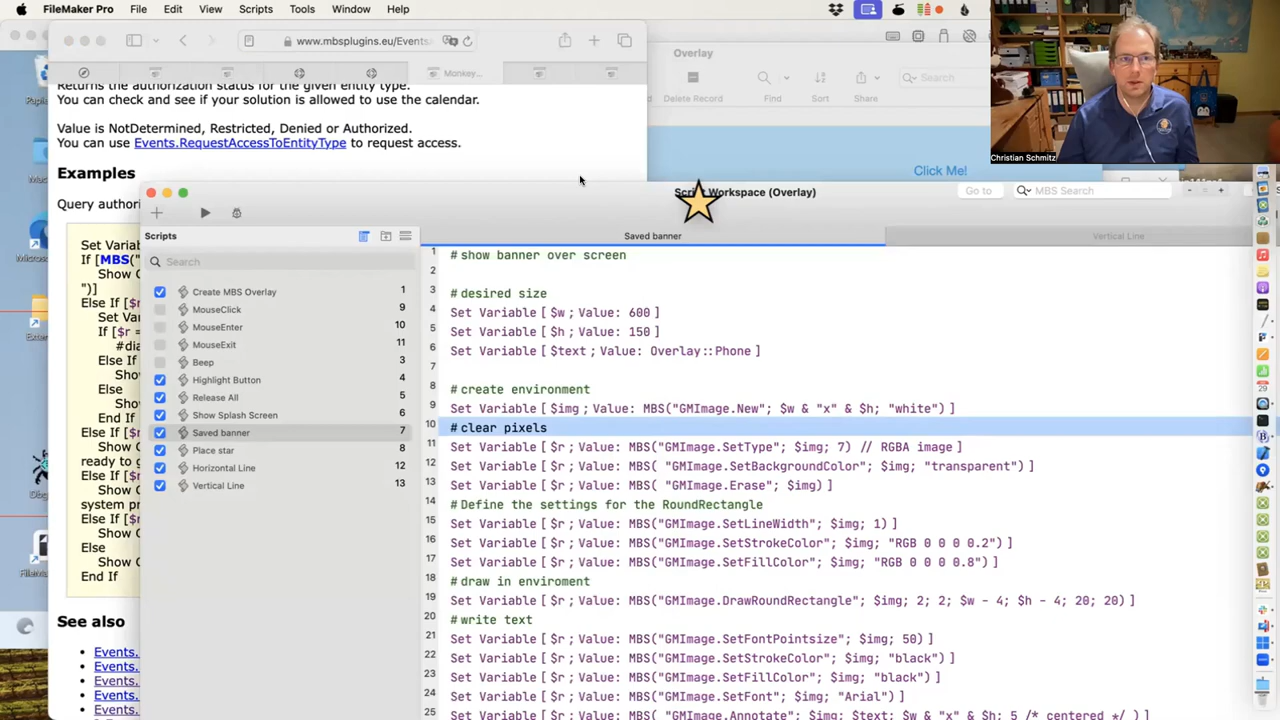 FileMaker Pro File Edit View Scripts Tools Window Help
www.mbsplugins.eu/Events-
Overlay
Monkey...
Delete Record Find Sort Share
Search
Returns the authorization status for the given entity type.
You can check and see if your solution is allowed to use the calendar.
Value is NotDetermined, Restricted, Denied or Authorized.
You can use Events.RequestAccessToEntityType to request access.
Click Me!
Christian Schmitz
Examples
Query authori
Set Variab
If [MBS("
Show C
")]
Else If [$r
Set Var
If [$r =
#dia
Else If
Show
Else
Show
End If
Else If [$r
Show C
ready to g
Else If [$r
Show C
system pr
Else If [$r
Show C
Else
Show C
End If
See also
Events.
Events.
Events.
Events.
Events.
Script Workspace (Overlay)
Go to
MBS Search
Scripts
Saved banner
Vertical Line
Search
Create MBS Overlay 1
MouseClick 9
MouseEnter 10
MouseExit 11
Beep 3
Highlight Button 4
Release All 5
Show Splash Screen 6
Saved banner 7
Place star 8
Horizontal Line 12
Vertical Line 13
1 # show banner over screen
2
3 # desired size
4 Set Variable [ $w ; Value: 600 ]
5 Set Variable [ $h ; Value: 150 ]
6 Set Variable [ $text ; Value: Overlay::Phone ]
7
8 # create environment
9 Set Variable [ $img ; Value: MBS("GMImage.New"; $w & "x" & $h; "white") ]
10 # clear pixels
11 Set Variable [ $r ; Value: MBS("GMImage.SetType"; $img; 7) // RGBA image ]
12 Set Variable [ $r ; Value: MBS( "GMImage.SetBackgroundColor"; $img; "transparent") ]
13 Set Variable [ $r ; Value: MBS( "GMImage.Erase"; $img) ]
14 # Define the settings for the RoundRectangle
15 Set Variable [ $r ; Value: MBS("GMImage.SetLineWidth"; $img; 1) ]
16 Set Variable [ $r ; Value: MBS("GMImage.SetStrokeColor"; $img; "RGB 0 0 0 0.2") ]
17 Set Variable [ $r ; Value: MBS("GMImage.SetFillColor"; $img; "RGB 0 0 0 0.8") ]
18 # draw in enviroment
19 Set Variable [ $r ; Value: MBS("GMImage.DrawRoundRectangle"; $img; 2; 2; $w - 4; $h - 4; 20; 20) ]
20 # write text
21 Set Variable [ $r ; Value: MBS("GMImage.SetFontPointsize"; $img; 50) ]
22 Set Variable [ $r ; Value: MBS("GMImage.SetStrokeColor"; $img; "black") ]
23 Set Variable [ $r ; Value: MBS("GMImage.SetFillColor"; $img; "black") ]
24 Set Variable [ $r ; Value: MBS("GMImage.SetFont"; $img; "Arial") ]
25 Set Variable [ $r ; Value: MBS("GMImage.Annotate"; $img; $text; $w & "x" & $h; 5 /* centered */ ) ]